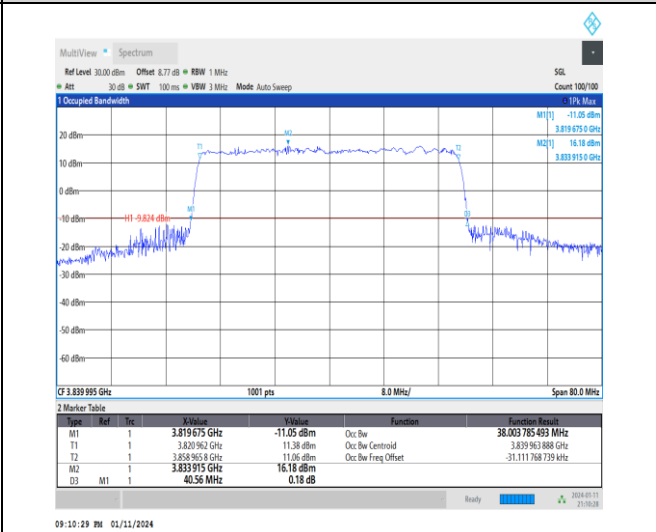 MultiView Spectrum
Ref Level 30.00 dBm Offset 8.77 dB RBW 1 MHz SGL
Att 30 dB SWT 100 ms VBW 3 MHz Mode Auto Sweep Count 100/100
1 Occupied Bandwidth 1Pk Max
M1[1] -11.05 dBm
3.819 675 0 GHz
M2[1] 16.18 dBm
3.833 915 0 GHz
20 dBm
M2
T1
T2
10 dBm
0 dBm
M1
D3
-10 dBm
H1 -9.824 dBm
-20 dBm
-30 dBm
-40 dBm
-50 dBm
-60 dBm
CF 3.839 995 GHz 1001 pts 8.0 MHz/ Span 80.0 MHz
2 Marker Table
Type Ref Trc X-Value Y-Value Function Function Result
M1 1 3.819 675 GHz -11.05 dBm Occ Bw 38.003 785 493 MHz
T1 1 3.820 962 GHz 11.38 dBm Occ Bw Centroid 3.839 963 888 GHz
T2 1 3.858 965 8 GHz 11.06 dBm Occ Bw Freq Offset -31.111 768 739 kHz
M2 1 3.833 915 GHz 16.18 dBm
D3 M1 1 40.56 MHz 0.18 dB
Ready 2024-01-11
21:10:28
09:10:29 PM 01/11/2024